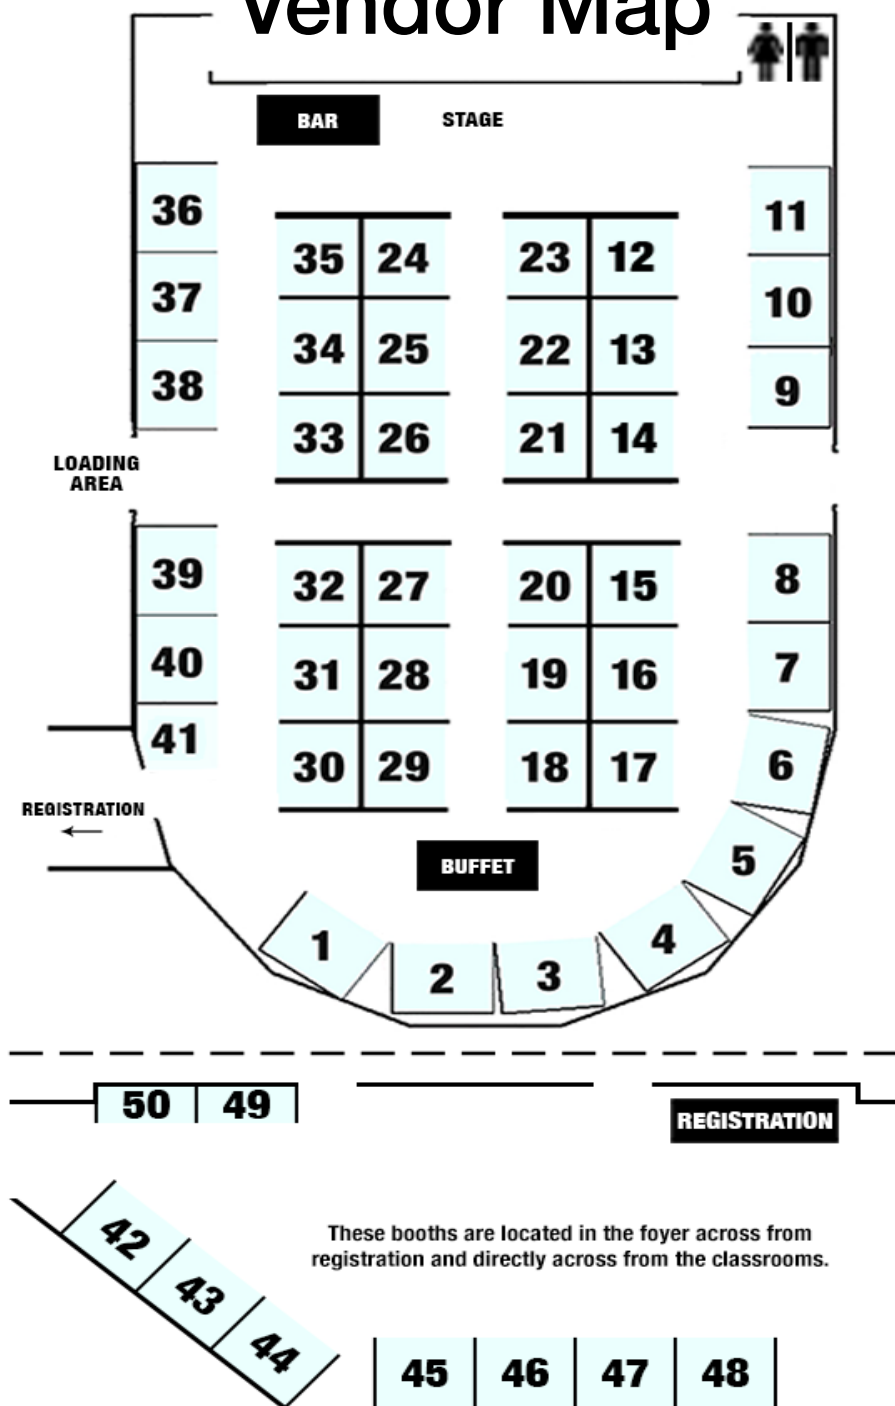 Vendor Map
BAR
STAGE
36
11
35 24 23 12
37
10
34 25 22 13
38
9
33 26 21 14
LOADING
AREA
39
8
32 27 20 15
40
7
31 28 19 16
41
6
30 29 18 17
REGISTRATION
BUFFET
5
1
4
2
3
50 49
REGISTRATION
42
These booths are located in the foyer across from
registration and directly across from the classrooms.
43
44
45 46 47 48